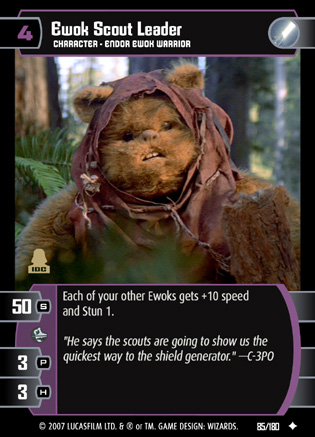 4
Ewok Scout Leader
CHARACTER • ENDOR EWOK WARRIOR
IDC
50 S
Each of your other Ewoks gets +10 speed
and Stun 1.
"He says the scouts are going to show us the
quickest way to the shield generator." —C-3PO
3 P
3 H
© 2007 LUCASFILM LTD. & ® or TM. GAME DESIGN: WIZARDS. 85/180